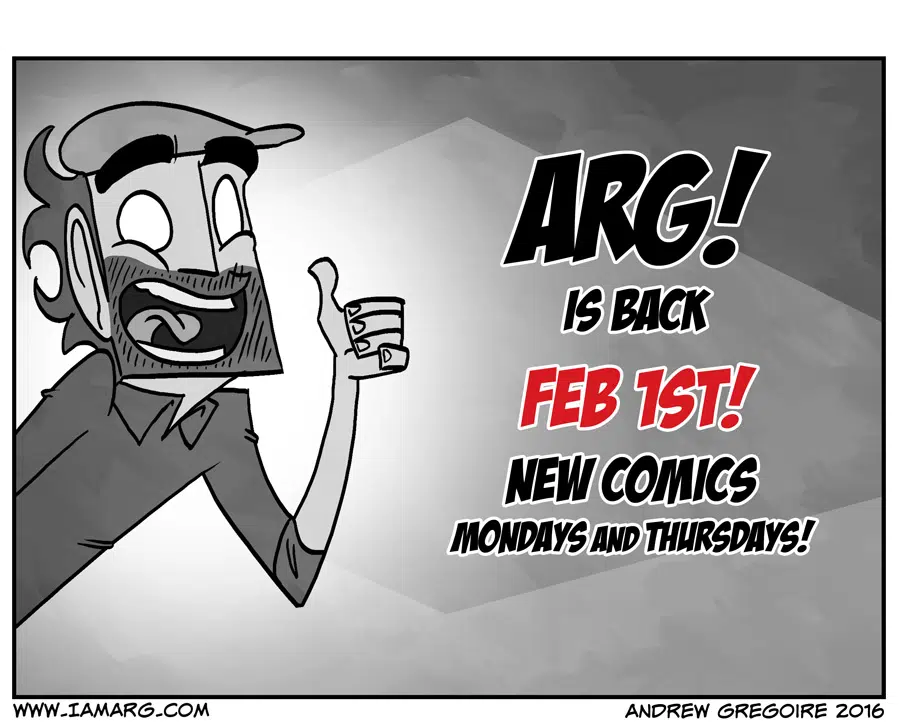 ARG!
IS BACK
FEB 1ST!
NEW COMICS
MONDAYS AND THURSDAYS!
WWW.IAMARG.COM
ANDREW GREGOIRE 2016